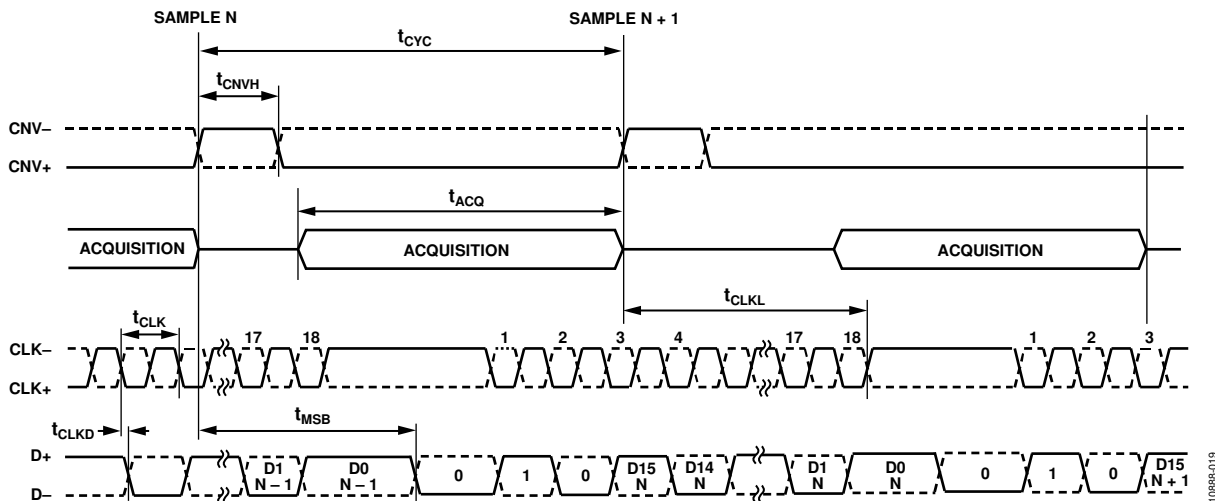 SAMPLE N SAMPLE N + 1
tCYC
tCNVH
CNV–
CNV+
tACQ
ACQUISITION ACQUISITION ACQUISITION
tCLKL
tCLK
CLK– 17 18 1 2 3 4 17 18 1 2 3
CLK+
tCLKD tMSB
D+ D1 D0 0 1 0 D15 D14 D1 D0 0 1 0 D15
D– N – 1 N – 1 N N N N N + 1
10888-019